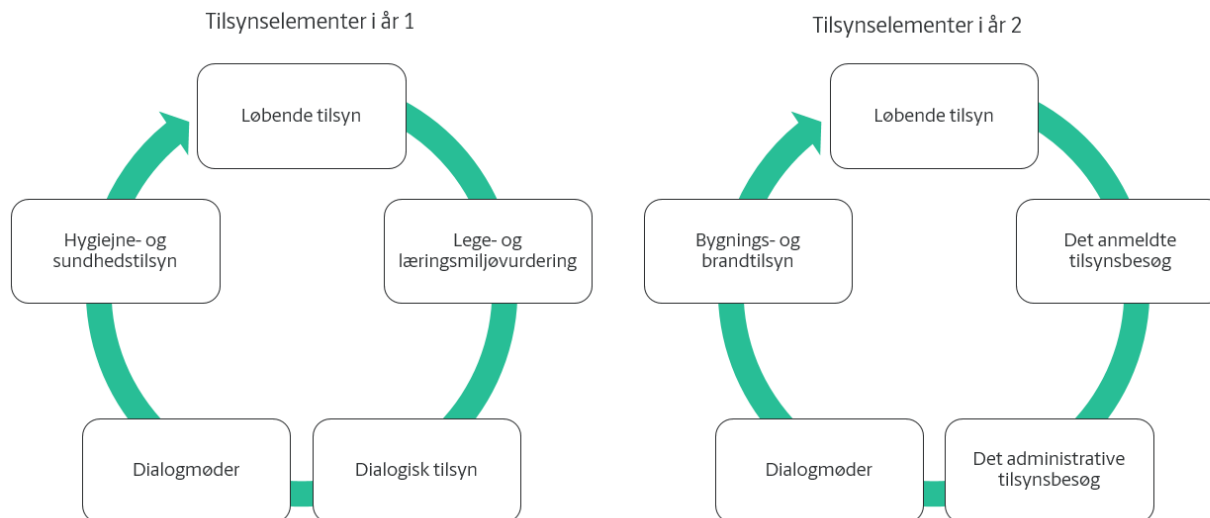 Tilsynselementer i år 1
Løbende tilsyn
Lege- og
læringsmiljøvurdering
Dialogisk tilsyn
Dialogmøder
Hygiejne- og
sundhedstilsyn
Tilsynselementer i år 2
Løbende tilsyn
Det anmeldte
tilsynsbesøg
Det administrative
tilsynsbesøg
Dialogmøder
Bygnings- og
brandtilsyn